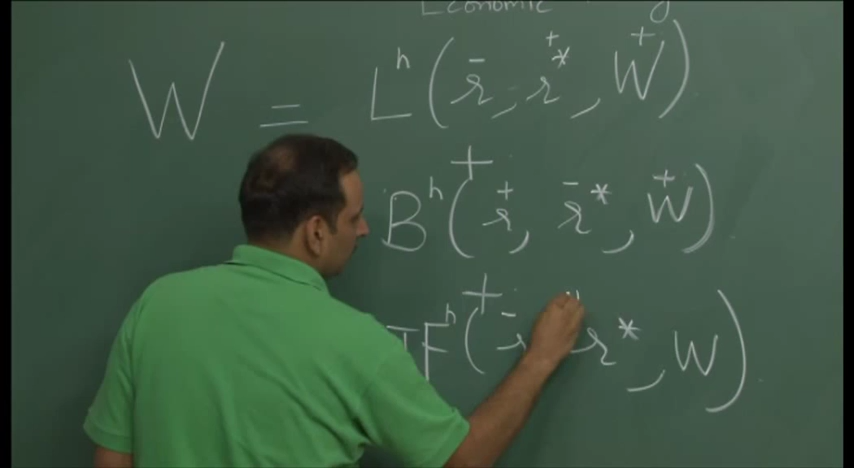 Economic
W = L^h (r̄, r^+*, W^+)
+
B^h (r^+, r̄*, W^+)
+
F^h (r̄, r*, W)